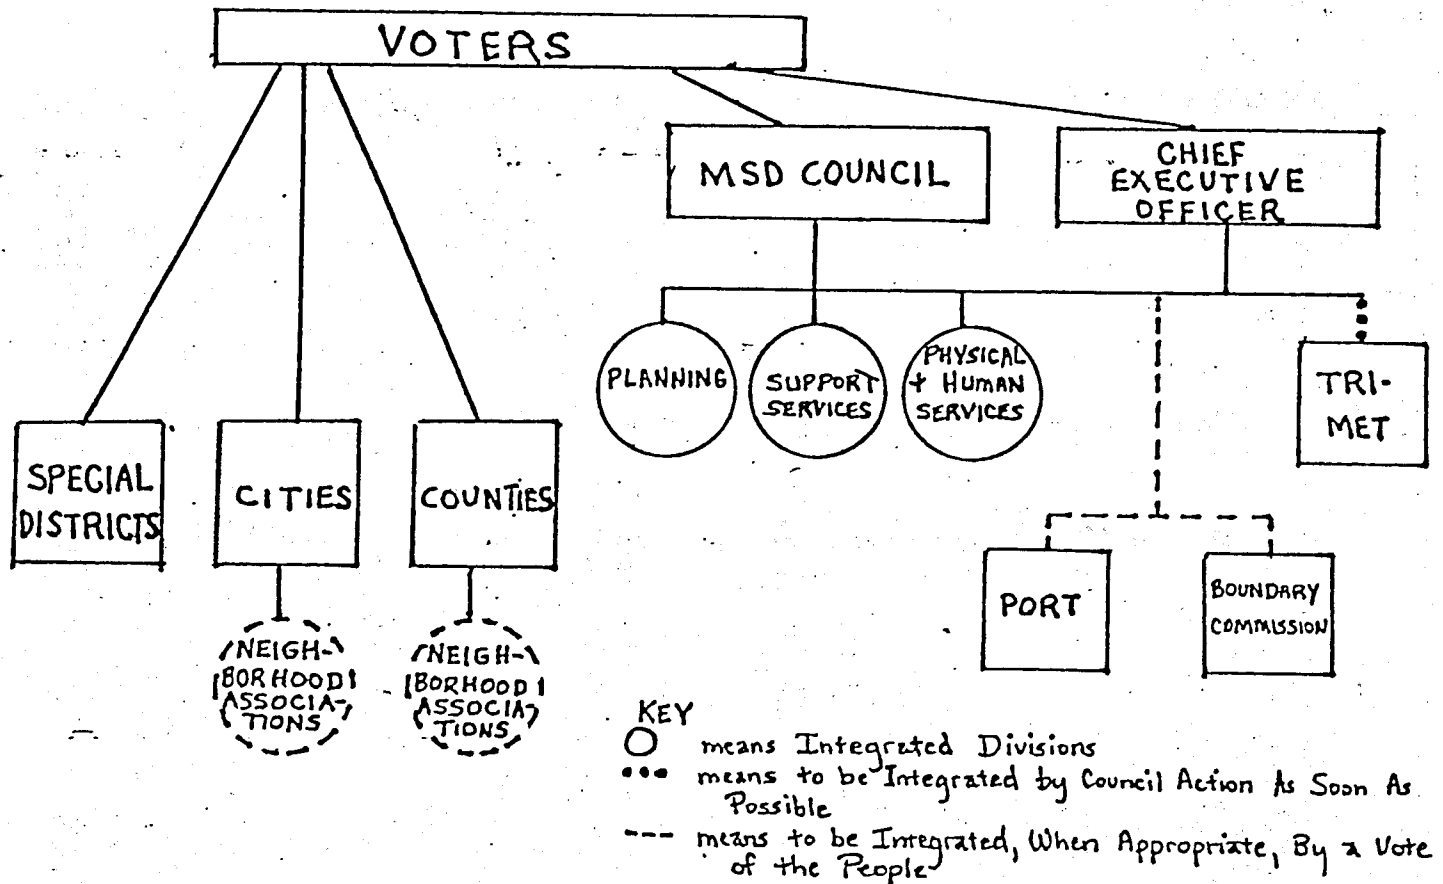 VOTERS
MSD COUNCIL
CHIEF
EXECUTIVE
OFFICER
PLANNING
SUPPORT
SERVICES
PHYSICAL
+ HUMAN
SERVICES
TRI-
MET
SPECIAL
DISTRICTS
CITIES
COUNTIES
PORT
BOUNDARY
COMMISSION
NEIGH-
BORHOOD
ASSOCIA-
TIONS
NEIGH-
BORHOOD
ASSOCIA-
TIONS
KEY
means Integrated Divisions
means to be Integrated by Council Action As Soon As
Possible
means to be Integrated, When Appropriate, By a Vote
of the People